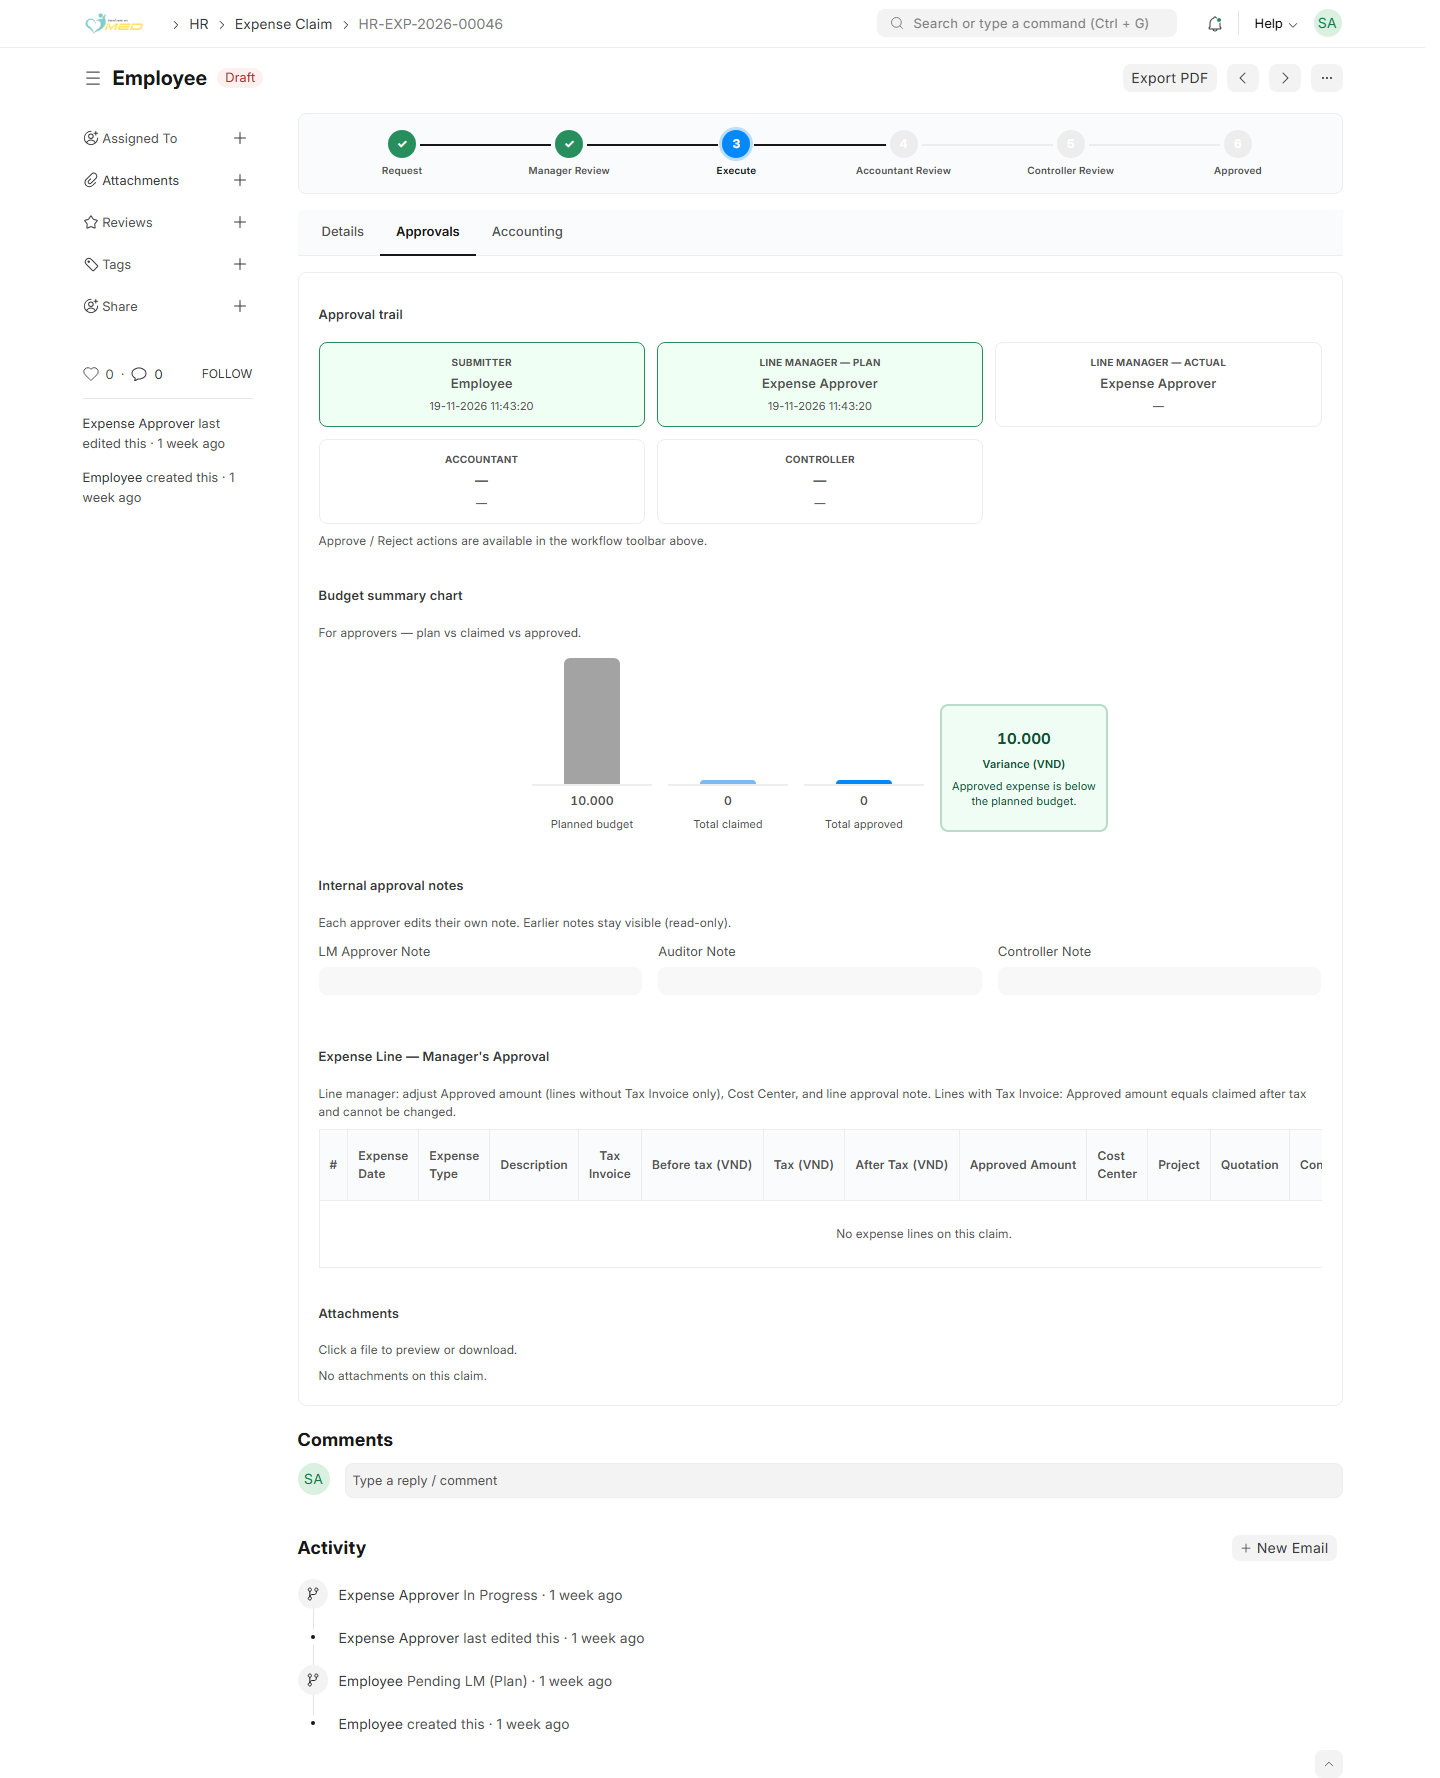 MED
HR
Expense Claim
HR-EXP-2026-00046
Search or type a command (Ctrl + G)
Help
SA
Employee
Draft
Export PDF
Assigned To
Attachments
Reviews
Tags
Share
0 · 0
FOLLOW
Expense Approver last
edited this · 1 week ago
Employee created this · 1
week ago
3
4
5
6
Request
Manager Review
Execute
Accountant Review
Controller Review
Approved
Details
Approvals
Accounting
Approval trail
SUBMITTER
Employee
19-11-2026 11:43:20
LINE MANAGER — PLAN
Expense Approver
19-11-2026 11:43:20
LINE MANAGER — ACTUAL
Expense Approver
—
ACCOUNTANT
—
—
CONTROLLER
—
—
Approve / Reject actions are available in the workflow toolbar above.
Budget summary chart
For approvers — plan vs claimed vs approved.
10.000
Planned budget
0
Total claimed
0
Total approved
10.000
Variance (VND)
Approved expense is below
the planned budget.
Internal approval notes
Each approver edits their own note. Earlier notes stay visible (read-only).
LM Approver Note
Auditor Note
Controller Note
Expense Line — Manager's Approval
Line manager: adjust Approved amount (lines without Tax Invoice only), Cost Center, and line approval note. Lines with Tax Invoice: Approved amount equals claimed after tax
and cannot be changed.
#
Expense
Date
Expense
Type
Description
Tax
Invoice
Before tax (VND)
Tax (VND)
After Tax (VND)
Approved Amount
Cost
Center
Project
Quotation
Con
No expense lines on this claim.
Attachments
Click a file to preview or download.
No attachments on this claim.
Comments
SA
Type a reply / comment
Activity
New Email
Expense Approver In Progress · 1 week ago
Expense Approver last edited this · 1 week ago
Employee Pending LM (Plan) · 1 week ago
Employee created this · 1 week ago